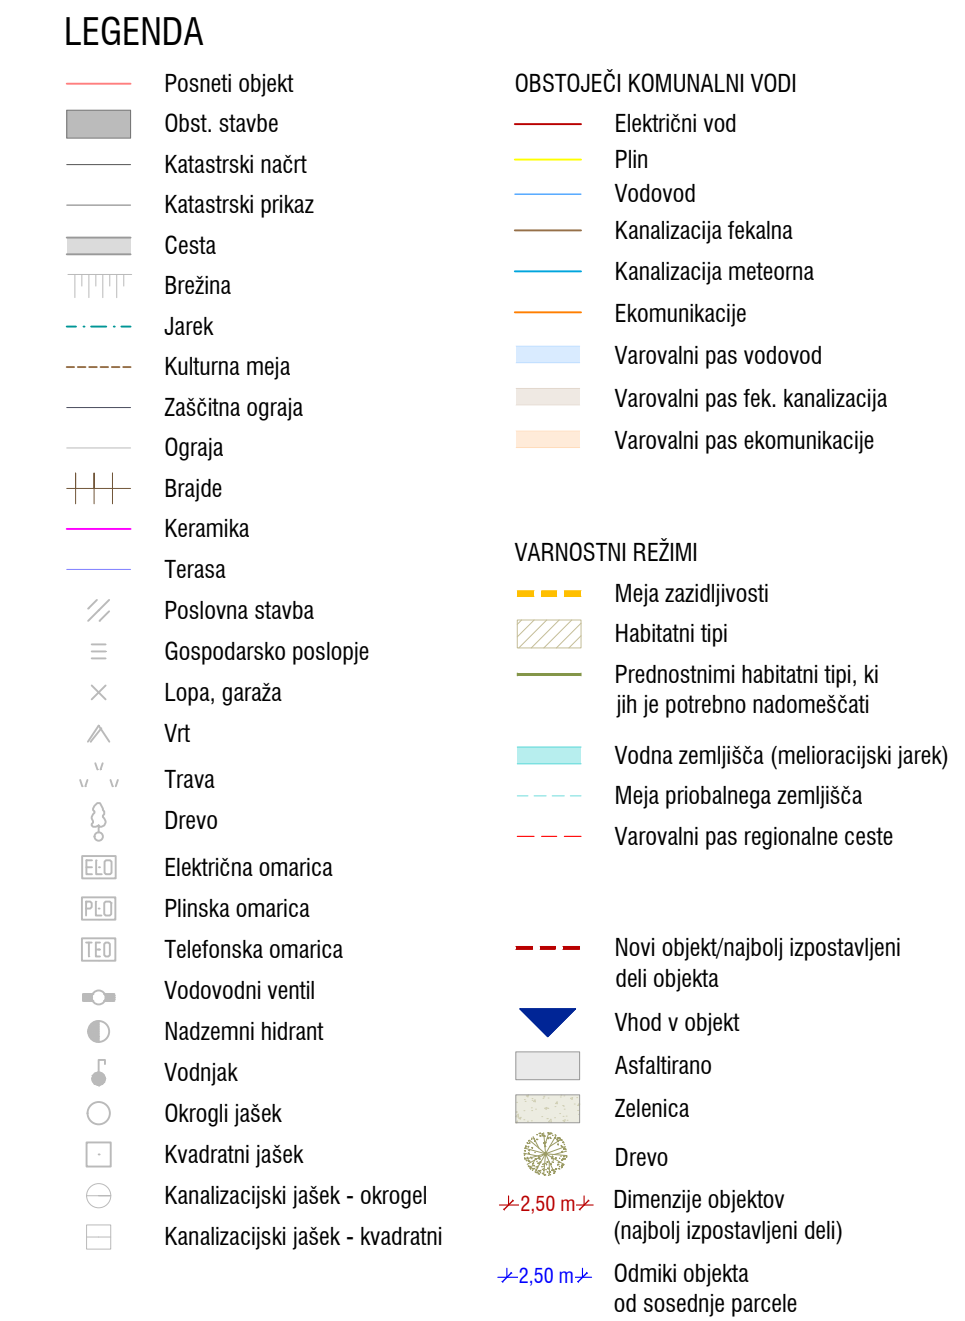 LEGENDA
Posneti objekt
Obst. stavbe
Katastrski načrt
Katastrski prikaz
Cesta
Brežina
Jarek
Kulturna meja
Zaščitna ograja
Ograja
Brajde
Keramika
Terasa
Poslovna stavba
Gospodarsko poslopje
Lopa, garaža
Vrt
Trava
Drevo
ELO Električna omarica
PLO Plinska omarica
TEO Telefonska omarica
Vodovodni ventil
Nadzemni hidrant
Vodnjak
Okrogli jašek
Kvadratni jašek
Kanalizacijski jašek - okrogel
Kanalizacijski jašek - kvadratni
OBSTOJEČI KOMUNALNI VODI
Električni vod
Plin
Vodovod
Kanalizacija fekalna
Kanalizacija meteorna
Ekomunikacije
Varovalni pas vodovod
Varovalni pas fek. kanalizacija
Varovalni pas ekomunikacije
VARNOSTNI REŽIMI
Meja zazidljivosti
Habitatni tipi
Prednostnimi habitatni tipi, ki
jih je potrebno nadomeščati
Vodna zemljišča (melioracijski jarek)
Meja priobalnega zemljišča
Varovalni pas regionalne ceste
Novi objekt/najbolj izpostavljeni
deli objekta
Vhod v objekt
Asfaltirano
Zelenica
Drevo
2,50 m Dimenzije objektov
(najbolj izpostavljeni deli)
2,50 m Odmiki objekta
od sosednje parcele